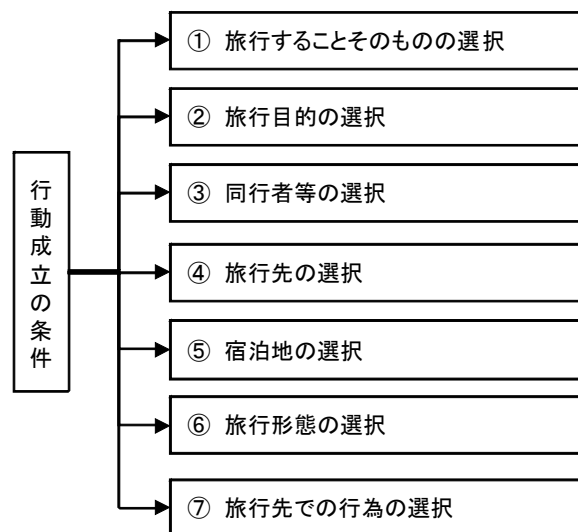 行動成立の条件
① 旅行することそのものの選択
② 旅行目的の選択
③ 同行者等の選択
④ 旅行先の選択
⑤ 宿泊地の選択
⑥ 旅行形態の選択
⑦ 旅行先での行為の選択